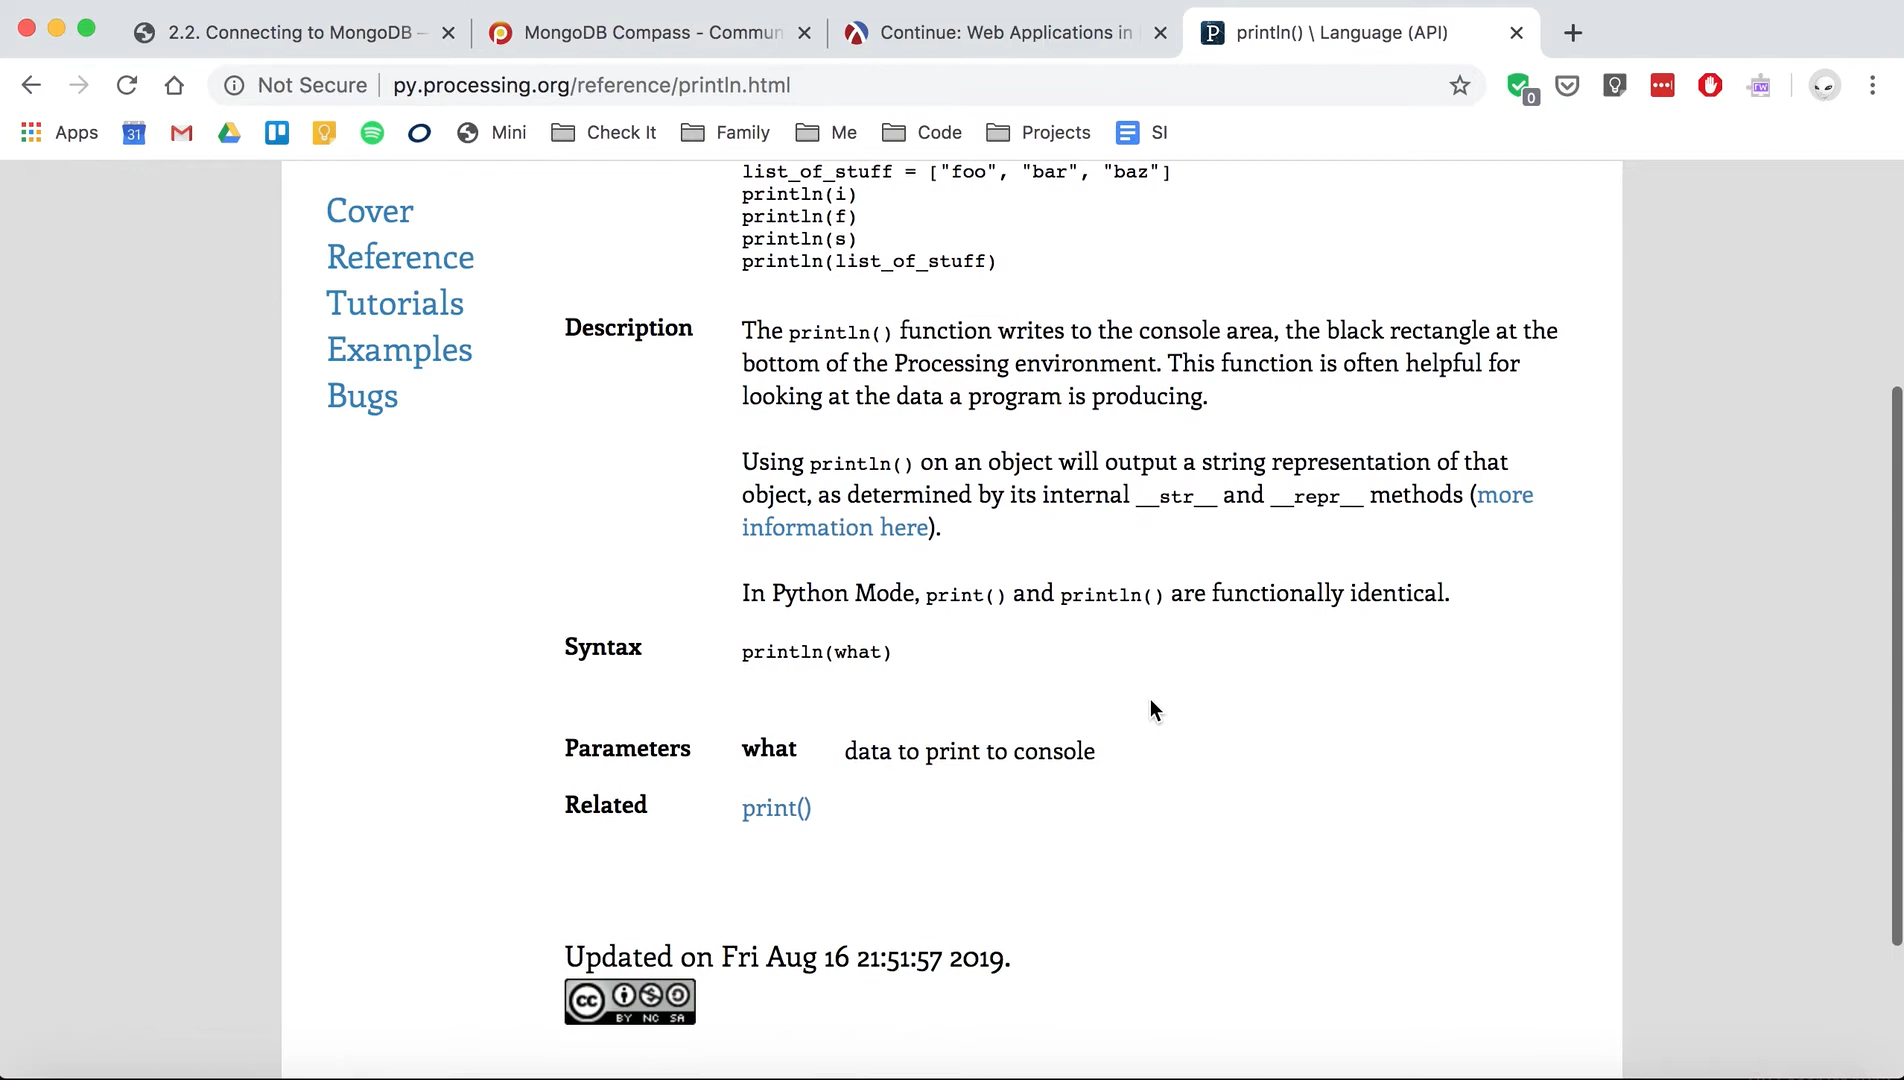 2.2. Connecting to MongoDB –
MongoDB Compass - Commun
Continue: Web Applications in
println() \ Language (API)
Not Secure
py.processing.org/reference/println.html
0
Apps
31
Mini
Check It
Family
Me
Code
Projects
SI
list_of_stuff = ["foo", "bar", "baz"]
println(i)
println(f)
println(s)
println(list_of_stuff)
Cover
Reference
Tutorials
Examples
Bugs
Description
The println() function writes to the console area, the black rectangle at the
bottom of the Processing environment. This function is often helpful for
looking at the data a program is producing.
Using println() on an object will output a string representation of that
object, as determined by its internal __str__ and __repr__ methods (more
information here).
In Python Mode, print() and println() are functionally identical.
Syntax
println(what)
Parameters
what
data to print to console
Related
print()
Updated on Fri Aug 16 21:51:57 2019.
cc
BY NC SA